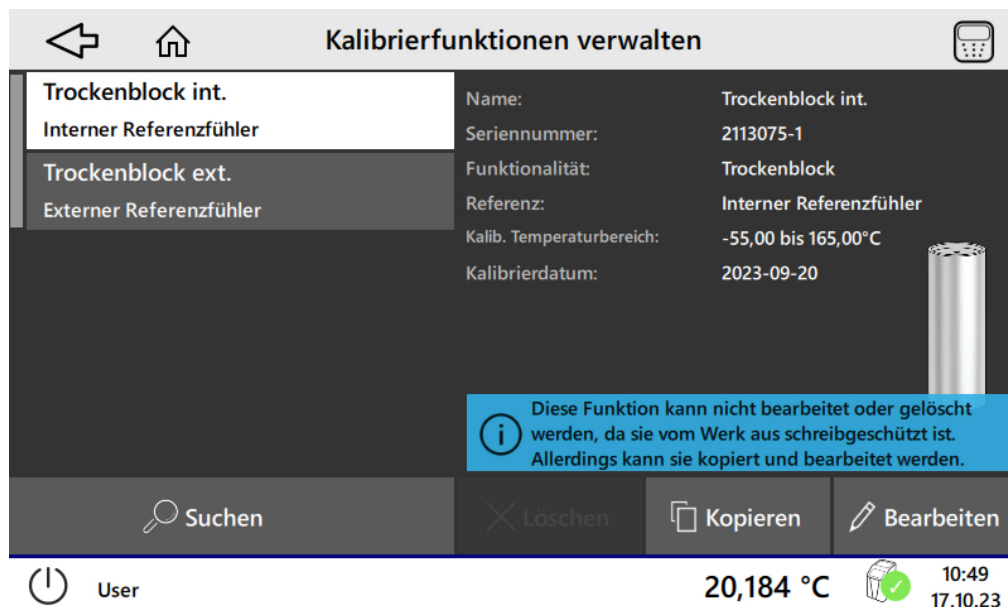 Kalibrierfunktionen verwalten
Trockenblock int.
Interner Referenzfühler
Trockenblock ext.
Externer Referenzfühler
Name: Trockenblock int.
Seriennummer: 2113075-1
Funktionalität: Trockenblock
Referenz: Interner Referenzfühler
Kalib. Temperaturbereich: -55,00 bis 165,00°C
Kalibrierdatum: 2023-09-20
Diese Funktion kann nicht bearbeitet oder gelöscht
werden, da sie vom Werk aus schreibgeschützt ist.
Allerdings kann sie kopiert und bearbeitet werden.
Suchen Löschen Kopieren Bearbeiten
User 20,184 °C 10:49
17.10.23